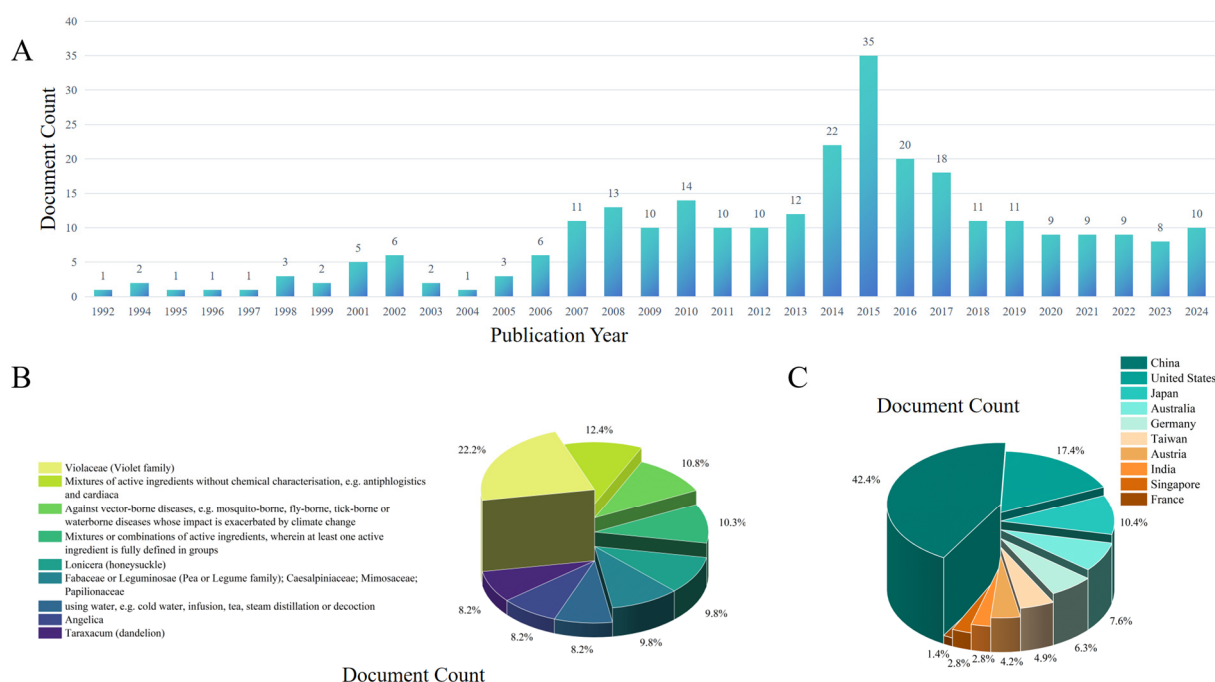 A
Document Count
40
35
30
25
20
15
10
5
0
1
2
1
1
1
3
2
5
6
2
1
3
6
11
13
10
14
10
10
12
22
35
20
18
11
11
9
9
9
8
10
1992 1994 1995 1996 1997 1998 1999 2001 2002 2003 2004 2005 2006 2007 2008 2009 2010 2011 2012 2013 2014 2015 2016 2017 2018 2019 2020 2021 2022 2023 2024
Publication Year
B
Violaceae (Violet family)
Mixtures of active ingredients without chemical characterisation, e.g. antiphlogistics
and cardiaca
Against vector-borne diseases, e.g. mosquito-borne, fly-borne, tick-borne or
waterborne diseases whose impact is exacerbated by climate change
Mixtures or combinations of active ingredients, wherein at least one active
ingredient is fully defined in groups
Lonicera (honeysuckle)
Fabaceae or Leguminosae (Pea or Legume family); Caesalpiniaceae; Mimosaceae;
Papilionaceae
using water, e.g. cold water, infusion, tea, steam distillation or decoction
Angelica
Taraxacum (dandelion)
22.2%
12.4%
10.8%
10.3%
9.8%
9.8%
8.2%
8.2%
8.2%
Document Count
C
Document Count
China
United States
Japan
Australia
Germany
Taiwan
Austria
India
Singapore
France
42.4%
17.4%
10.4%
7.6%
6.3%
4.9%
4.2%
2.8%
2.8%
1.4%